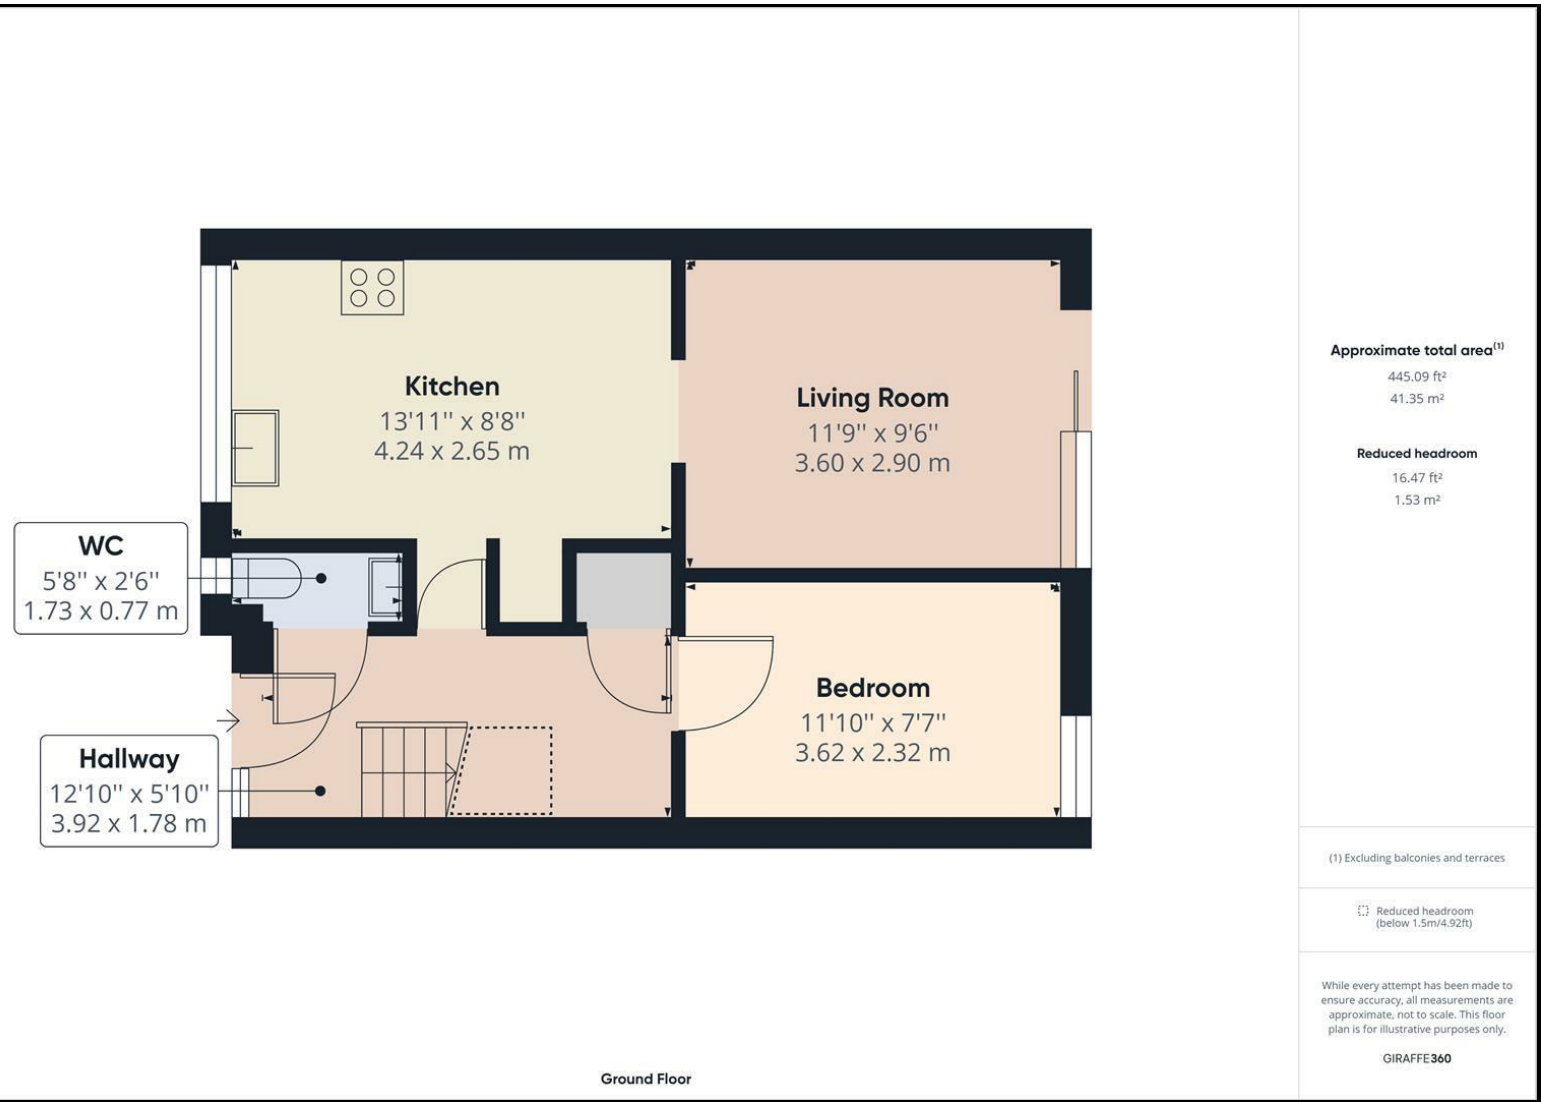 Kitchen
13'11'' x 8'8''
4.24 x 2.65 m
Living Room
11'9'' x 9'6''
3.60 x 2.90 m
WC
5'8'' x 2'6''
1.73 x 0.77 m
Bedroom
11'10'' x 7'7''
3.62 x 2.32 m
Hallway
12'10'' x 5'10''
3.92 x 1.78 m
Ground Floor
Approximate total area(1)
445.09 ft²
41.35 m²
Reduced headroom
16.47 ft²
1.53 m²
(1) Excluding balconies and terraces
Reduced headroom
(below 1.5m/4.92ft)
While every attempt has been made to
ensure accuracy, all measurements are
approximate, not to scale. This floor
plan is for illustrative purposes only.
GIRAFFE360